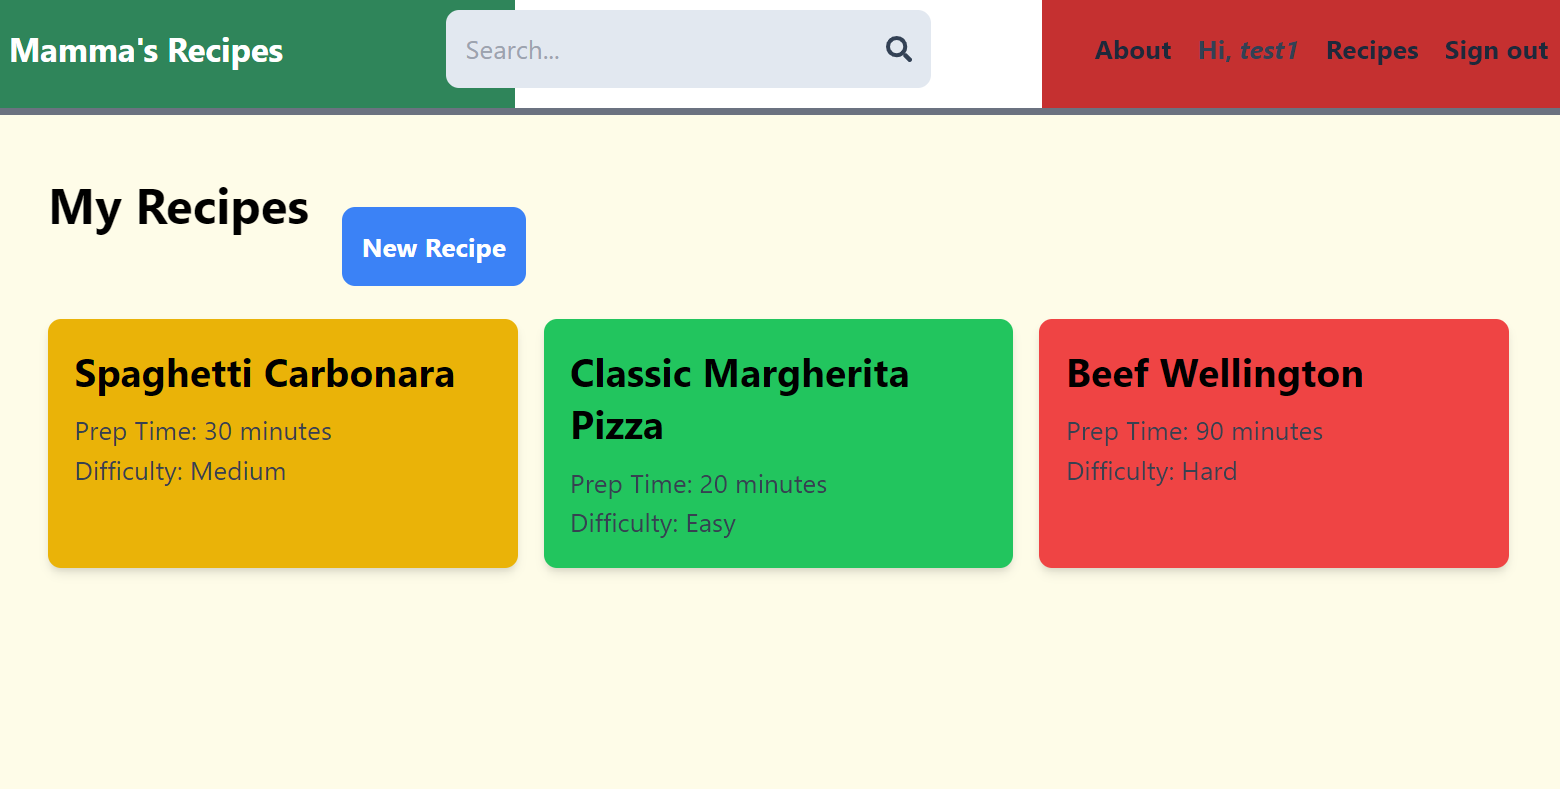 Mamma's Recipes
Search...
About Hi, test1 Recipes Sign out
My Recipes
New Recipe
Spaghetti Carbonara
Prep Time: 30 minutes
Difficulty: Medium
Classic Margherita
Pizza
Prep Time: 20 minutes
Difficulty: Easy
Beef Wellington
Prep Time: 90 minutes
Difficulty: Hard